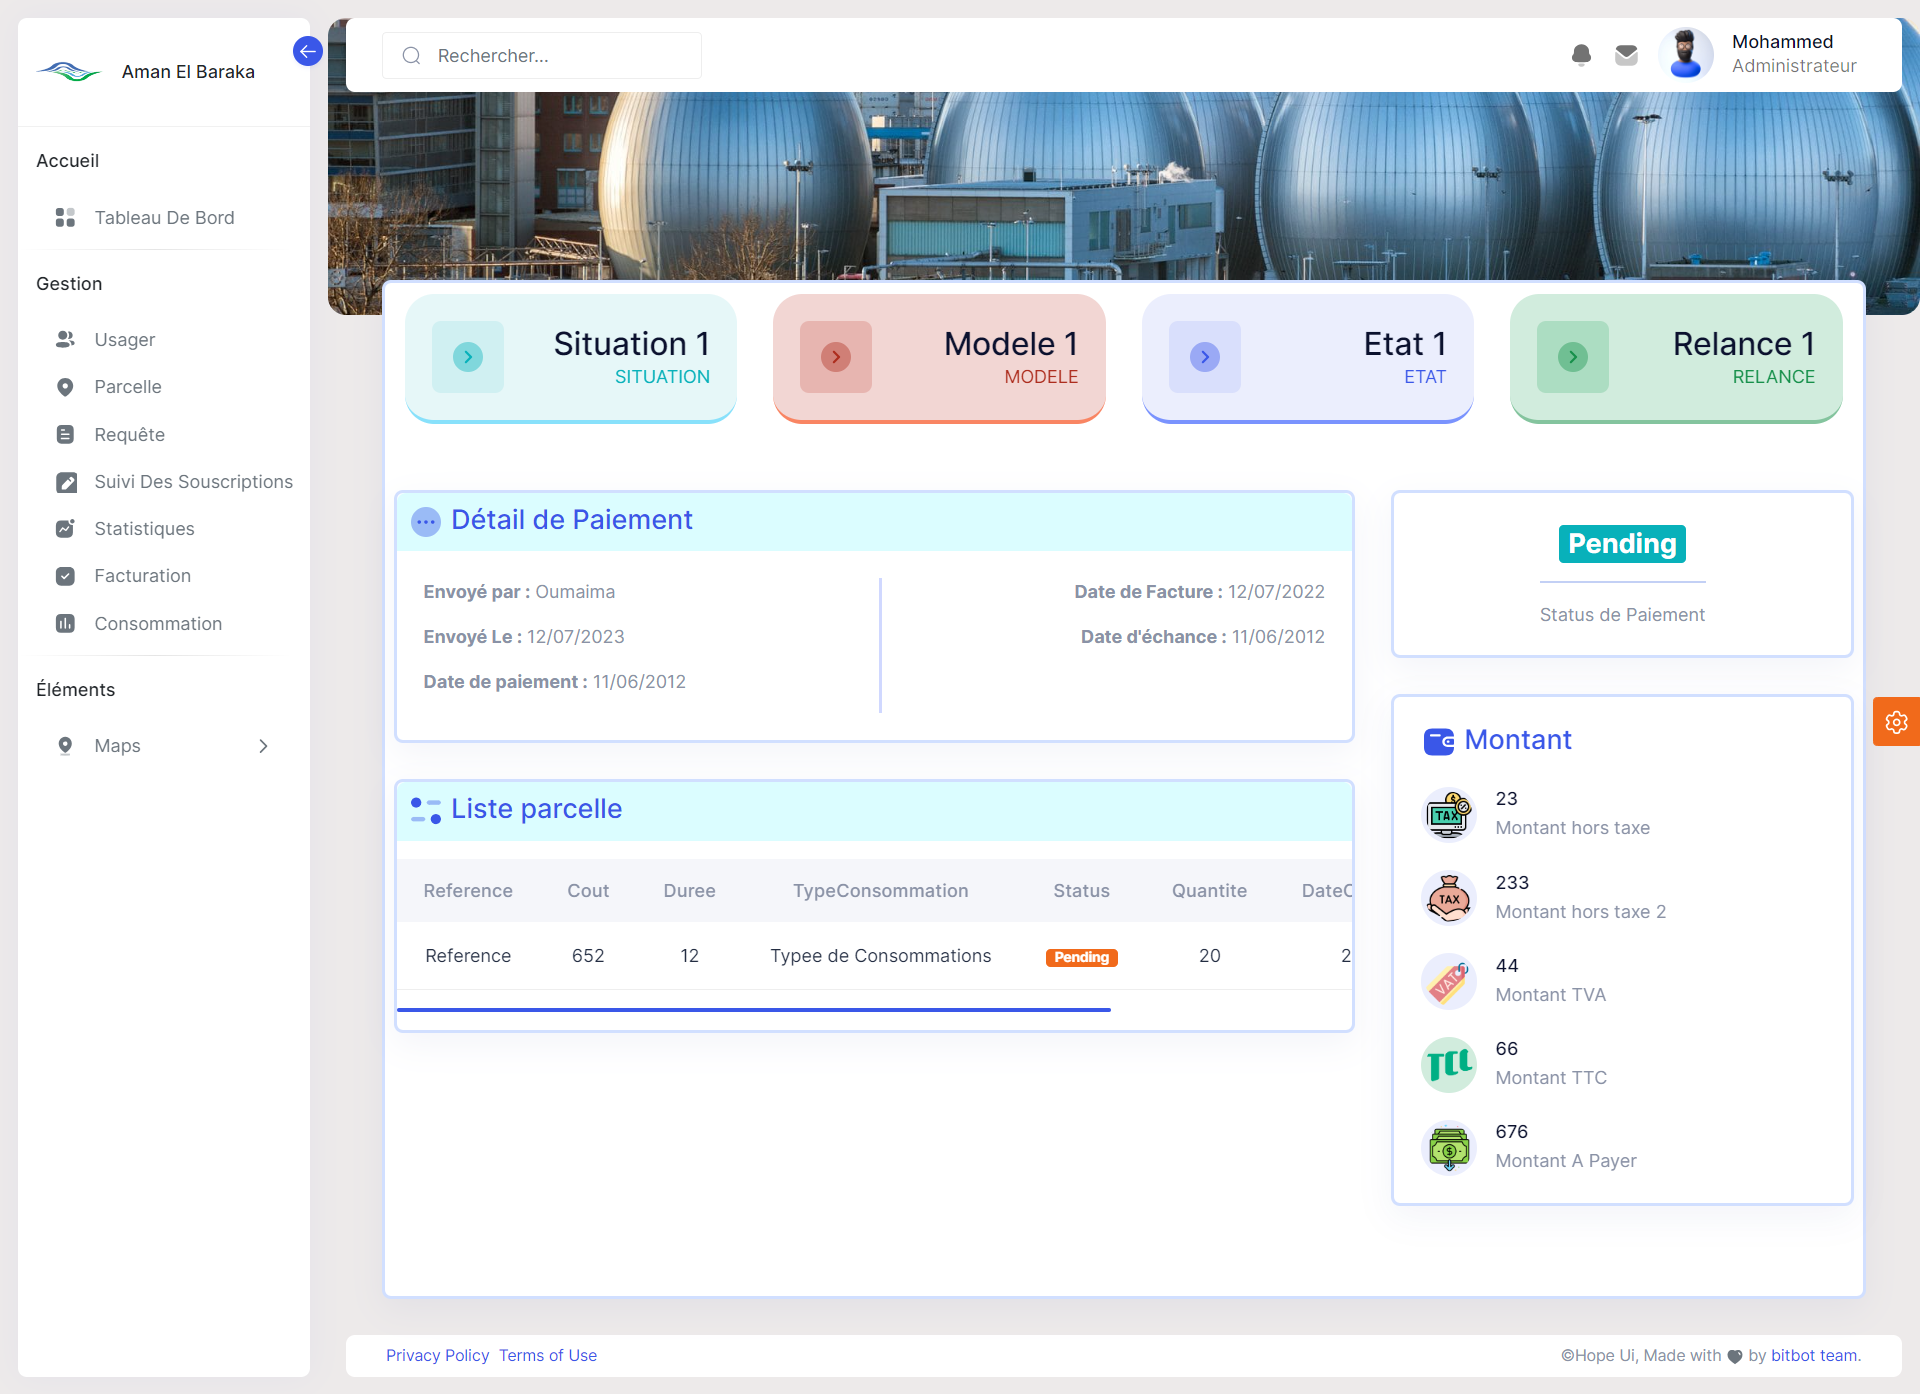 Aman El Baraka
Accueil
Tableau De Bord
Gestion
Usager
Parcelle
Requête
Suivi Des Souscriptions
Statistiques
Facturation
Consommation
Éléments
Maps
Rechercher...
Mohammed
Administrateur
Situation 1
SITUATION
Modele 1
MODELE
Etat 1
ETAT
Relance 1
RELANCE
Détail de Paiement
Envoyé par : Oumaima
Envoyé Le : 12/07/2023
Date de paiement : 11/06/2012
Date de Facture : 12/07/2022
Date d'échance : 11/06/2012
Pending
Status de Paiement
Liste parcelle
Reference Cout Duree TypeConsommation Status Quantite
Reference 652 12 Typee de Consommations Pending 20
Montant
TAX
23
Montant hors taxe
TAX
233
Montant hors taxe 2
VAT
44
Montant TVA
66
Montant TTC
676
Montant A Payer
Privacy Policy Terms of Use
©Hope Ui, Made with by bitbot team.